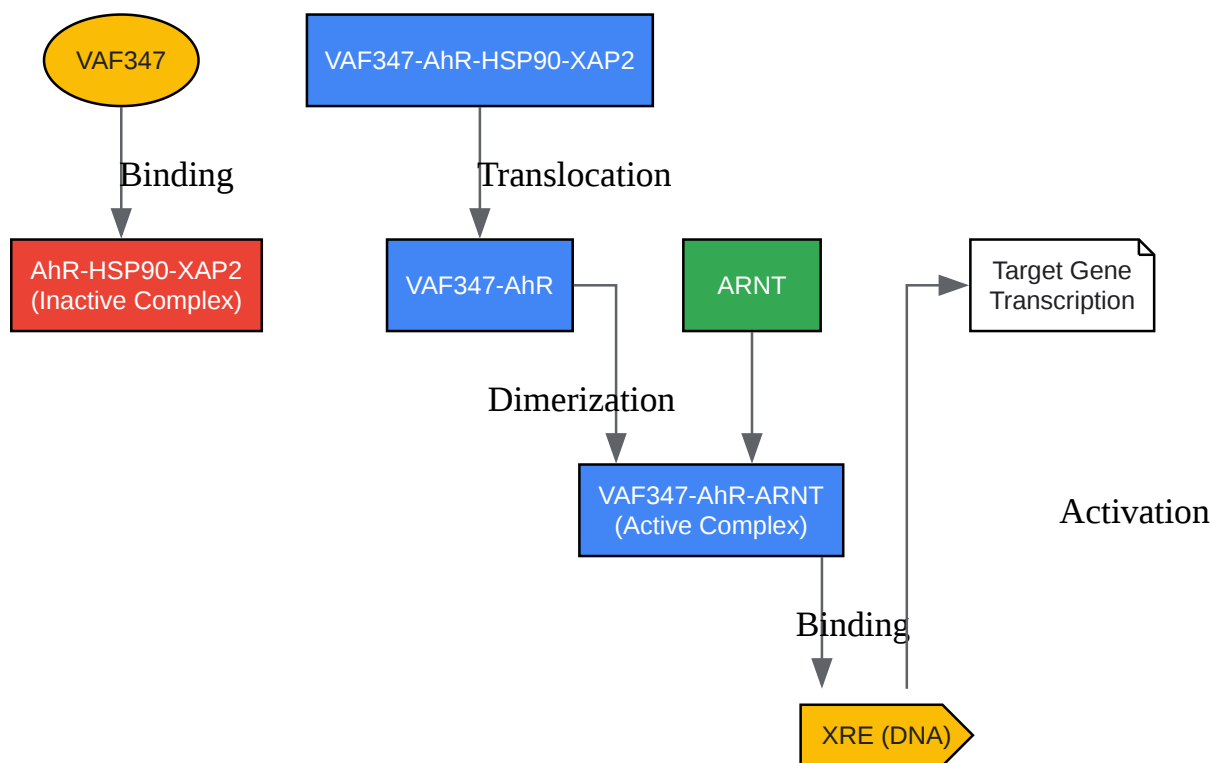 VAF347
VAF347-AhR-HSP90-XAP2
Binding
Translocation
AhR-HSP90-XAP2
(Inactive Complex)
VAF347-AhR
ARNT
Target Gene
Transcription
Dimerization
VAF347-AhR-ARNT
(Active Complex)
Activation
Binding
XRE (DNA)